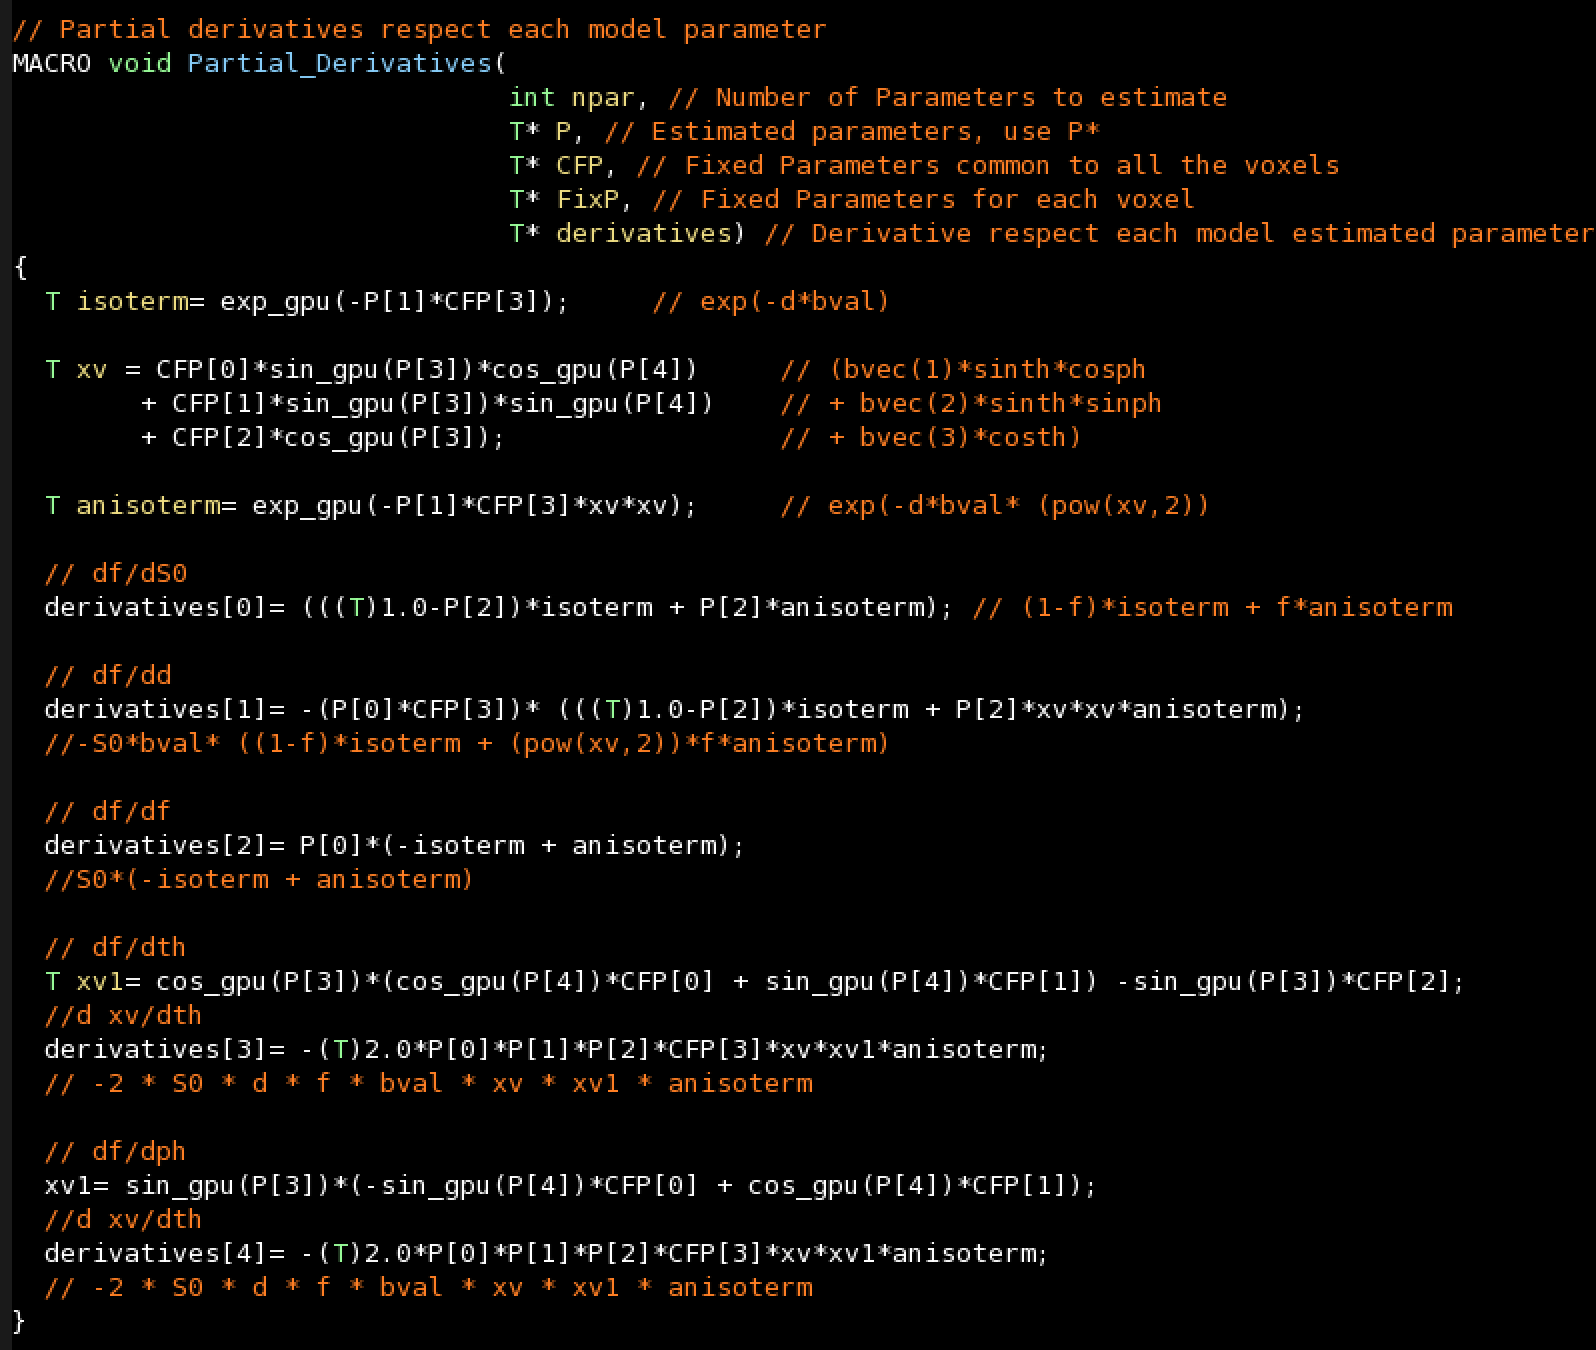 // Partial derivatives respect each model parameter
MACRO void Partial_Derivatives(
int npar, // Number of Parameters to estimate
T* P, // Estimated parameters, use P*
T* CFP, // Fixed Parameters common to all the voxels
T* FixP, // Fixed Parameters for each voxel
T* derivatives) // Derivative respect each model estimated parameter
{
T isoterm= exp_gpu(-P[1]*CFP[3]); // exp(-d*bval)
T xv = CFP[0]*sin_gpu(P[3])*cos_gpu(P[4]) // (bvec(1)*sinth*cosph
+ CFP[1]*sin_gpu(P[3])*sin_gpu(P[4]) // + bvec(2)*sinth*sinph
+ CFP[2]*cos_gpu(P[3]); // + bvec(3)*costh)
T anisoterm= exp_gpu(-P[1]*CFP[3]*xv*xv); // exp(-d*bval* (pow(xv,2))
// df/dS0
derivatives[0]= (((T)1.0-P[2])*isoterm + P[2]*anisoterm); // (1-f)*isoterm + f*anisoterm
// df/dd
derivatives[1]= -(P[0]*CFP[3])* (((T)1.0-P[2])*isoterm + P[2]*xv*xv*anisoterm);
//-S0*bval* ((1-f)*isoterm + (pow(xv,2))*f*anisoterm)
// df/df
derivatives[2]= P[0]*(-isoterm + anisoterm);
//S0*(-isoterm + anisoterm)
// df/dth
T xv1= cos_gpu(P[3])*(cos_gpu(P[4])*CFP[0] + sin_gpu(P[4])*CFP[1]) -sin_gpu(P[3])*CFP[2];
//d xv/dth
derivatives[3]= -(T)2.0*P[0]*P[1]*P[2]*CFP[3]*xv*xv1*anisoterm;
// -2 * S0 * d * f * bval * xv * xv1 * anisoterm
// df/dph
xv1= sin_gpu(P[3])*(-sin_gpu(P[4])*CFP[0] + cos_gpu(P[4])*CFP[1]);
//d xv/dth
derivatives[4]= -(T)2.0*P[0]*P[1]*P[2]*CFP[3]*xv*xv1*anisoterm;
// -2 * S0 * d * f * bval * xv * xv1 * anisoterm
}